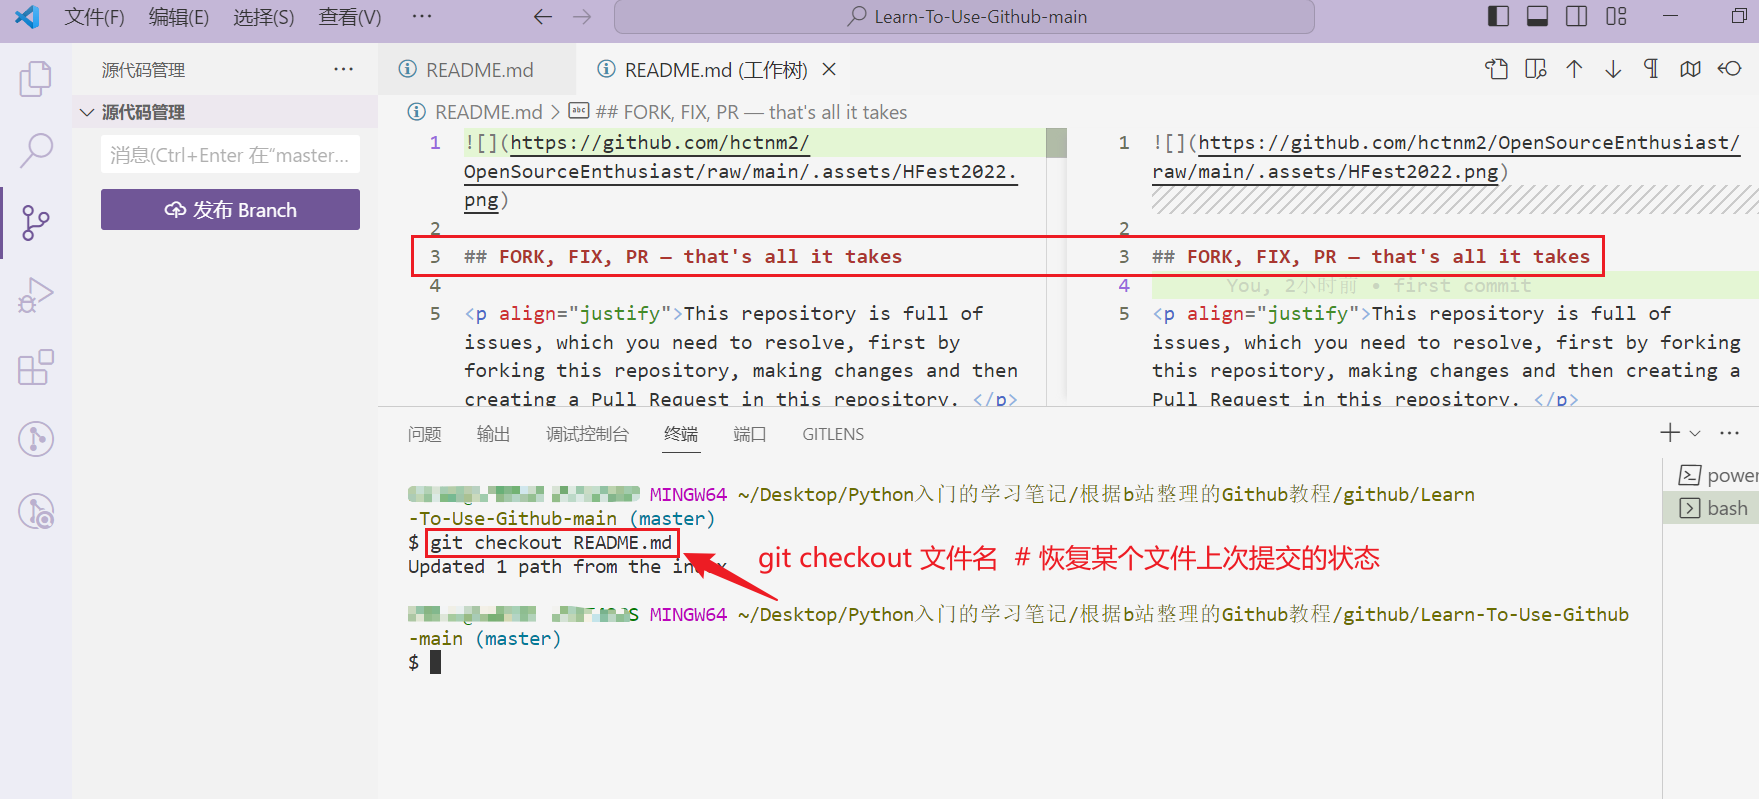 文件(F) 编辑(E) 选择(S) 查看(V) ··· Learn-To-Use-Github-main
源代码管理 ···
README.md README.md (工作树)
源代码管理
README.md > ## FORK, FIX, PR — that's all it takes
消息(Ctrl+Enter 在“master...
发布 Branch
1 ![](https://github.com/hctnm2/
OpenSourceEnthusiast/raw/main/.assets/HFest2022.
png)
2
3 ## FORK, FIX, PR — that's all it takes
4
5 <p align="justify">This repository is full of
issues, which you need to resolve, first by
forking this repository, making changes and then
creating a Pull Request in this repository. </p>
1 ![](https://github.com/hctnm2/OpenSourceEnthusiast/
raw/main/.assets/HFest2022.png)
2
3 ## FORK, FIX, PR — that's all it takes
4 You, 2小时前 • first commit
5 <p align="justify">This repository is full of
issues, which you need to resolve, first by forking
this repository, making changes and then creating a
Pull Request in this repository. </p>
问题 输出 调试控制台 终端 端口 GITLENS
MINGW64 ~/Desktop/Python入门的学习笔记/根据b站整理的Github教程/github/Learn
-To-Use-Github-main (master)
$ git checkout README.md
Updated 1 path from the index
git checkout 文件名 # 恢复某个文件上次提交的状态
MINGW64 ~/Desktop/Python入门的学习笔记/根据b站整理的Github教程/github/Learn-To-Use-Github
-main (master)
$
power
bash